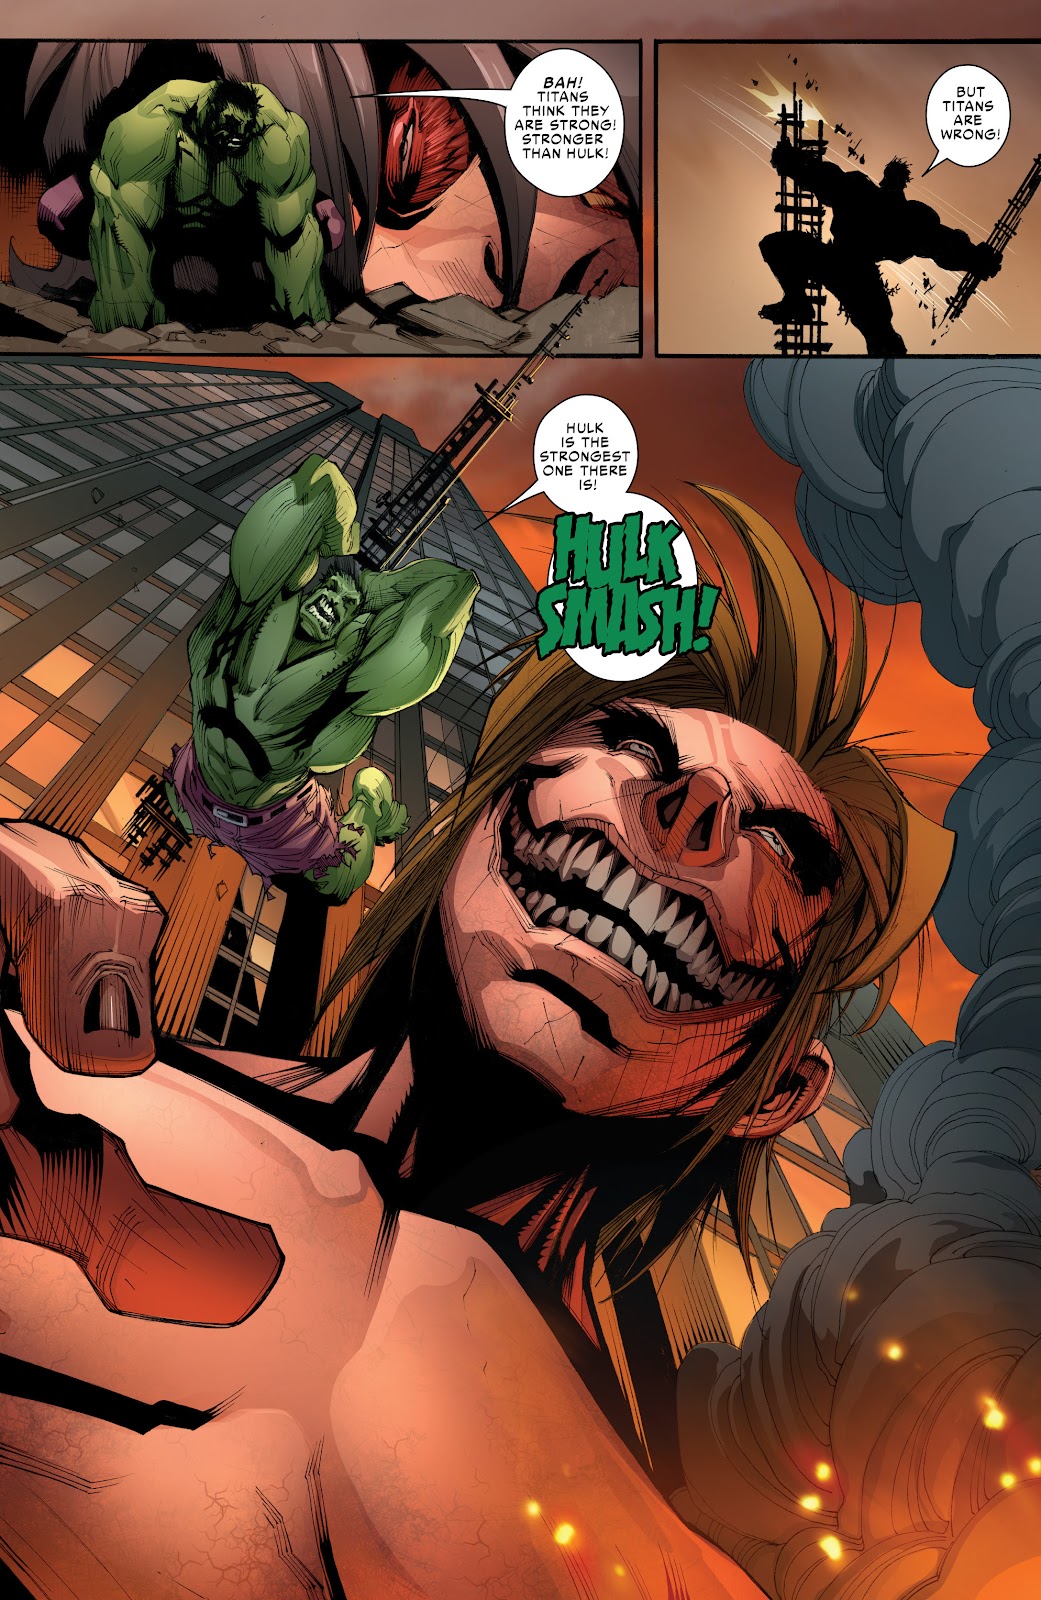 BAH!
TITANS
THINK THEY
ARE STRONG!
STRONGER
THAN HULK!
BUT
TITANS
ARE
WRONG!
HULK
IS THE
STRONGEST
ONE THERE
IS!
HULK
SMASH!